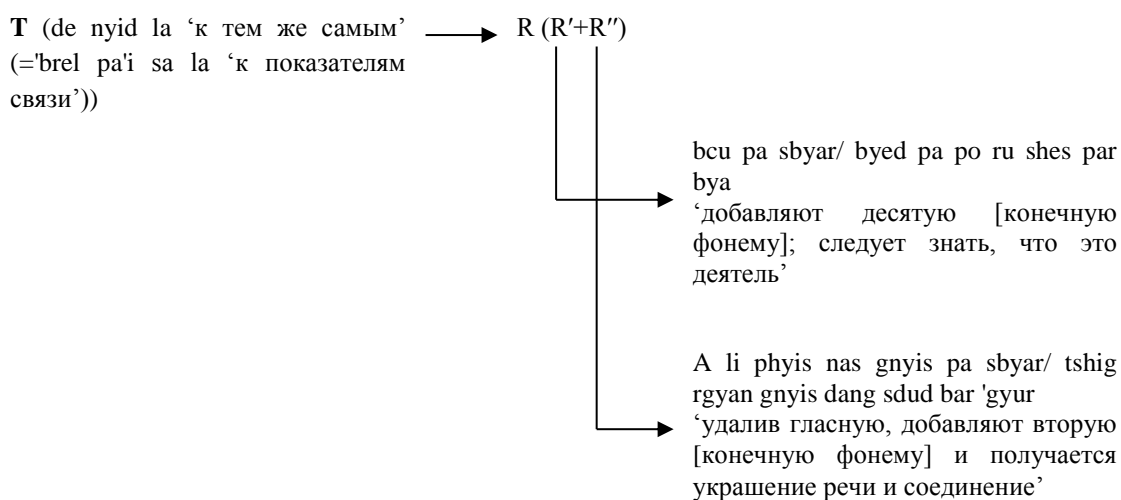 T (de nyid la ‘к тем же самым’
(='brel pa'i sa la ‘к показателям
связи’))
R (R′+R″)
bcu pa sbyar/ byed pa po ru shes par
bya
‘добавляют десятую [конечную
фонему]; следует знать, что это
деятель’
A li phyis nas gnyis pa sbyar/ tshig
rgyan gnyis dang sdud bar 'gyur
‘удалив гласную, добавляют вторую
[конечную фонему] и получается
украшение речи и соединение’